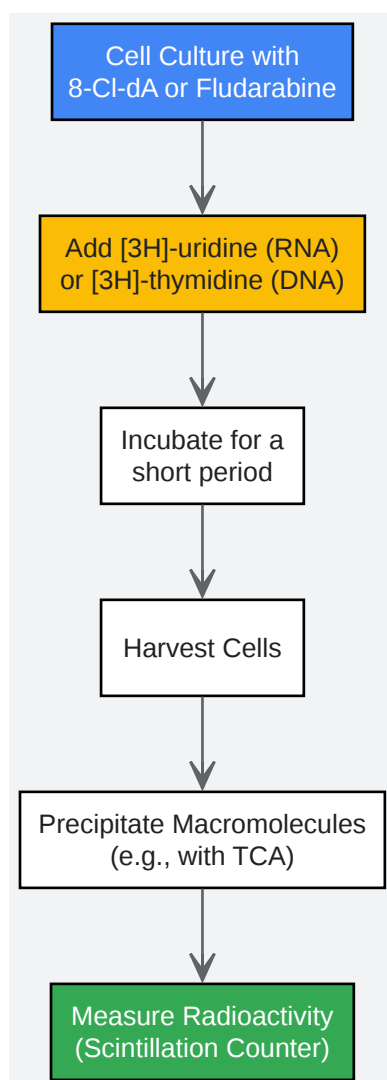 Cell Culture with
8-Cl-dA or Fludarabine
Add [3H]-uridine (RNA)
or [3H]-thymidine (DNA)
Incubate for a
short period
Harvest Cells
Precipitate Macromolecules
(e.g., with TCA)
Measure Radioactivity
(Scintillation Counter)